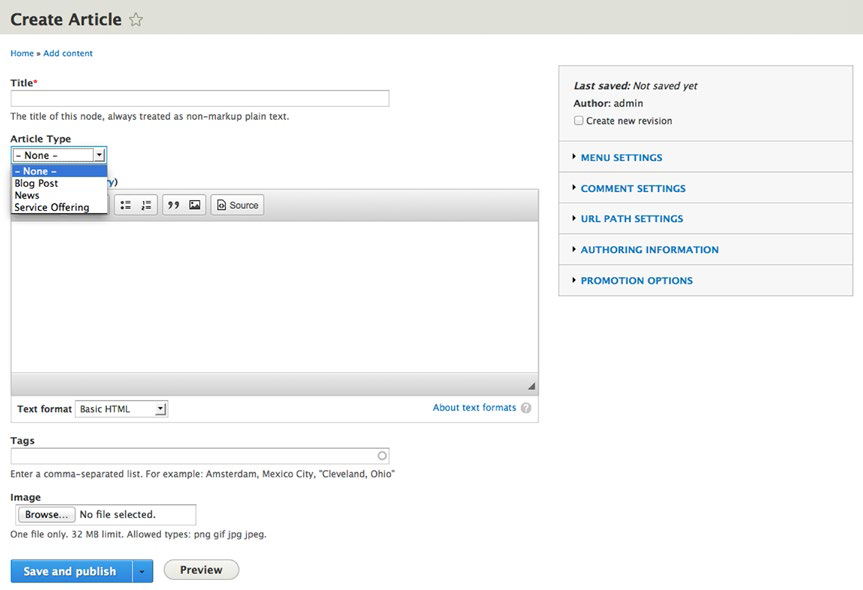 Create Article
Home » Add content
Title*
The title of this node, always treated as non-markup plain text.
Article Type
- None -
- None -
Blog Post
News
Service Offering
Source
Text format Basic HTML
About text formats ?
Tags
Enter a comma-separated list. For example: Amsterdam, Mexico City, "Cleveland, Ohio"
Image
Browse... No file selected.
One file only. 32 MB limit. Allowed types: png gif jpg jpeg.
Save and publish
Preview
Last saved: Not saved yet
Author: admin
Create new revision
MENU SETTINGS
COMMENT SETTINGS
URL PATH SETTINGS
AUTHORING INFORMATION
PROMOTION OPTIONS